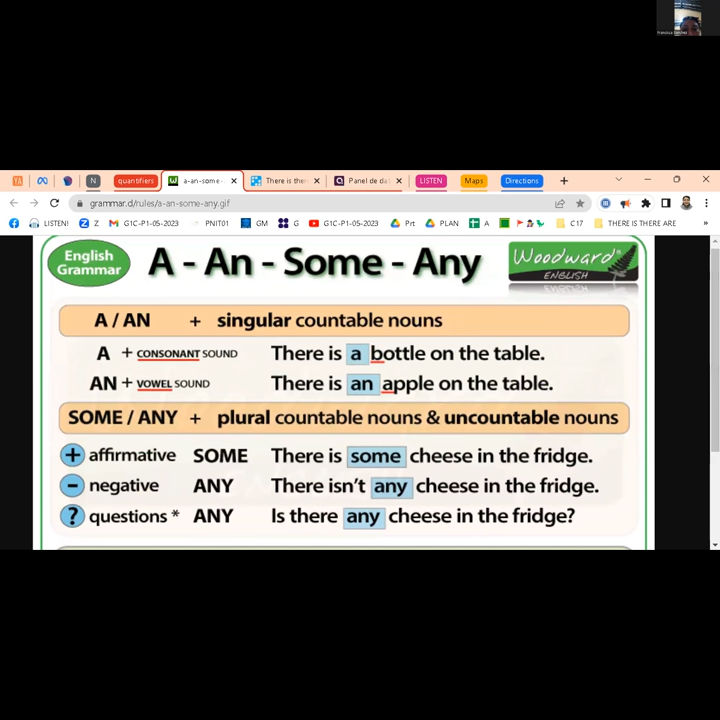 Francisca Sanchez
quantifiers a-an-some- There is ther Panel de da LISTEN Maps Directions
grammar.d/rules/a-an-some-any.gif
LISTEN! Z G1C-P1-05-2023 PNIT01 GM G G1C-P1-05-2023 Prt PLAN A C17 THERE IS THERE ARE »
English Grammar
A - An - Some - Any
Woodward®
ENGLISH
A / AN + singular countable nouns
A + CONSONANT SOUND There is a bottle on the table.
AN + VOWEL SOUND There is an apple on the table.
SOME / ANY + plural countable nouns & uncountable nouns
+ affirmative SOME There is some cheese in the fridge.
– negative ANY There isn't any cheese in the fridge.
? questions * ANY Is there any cheese in the fridge?